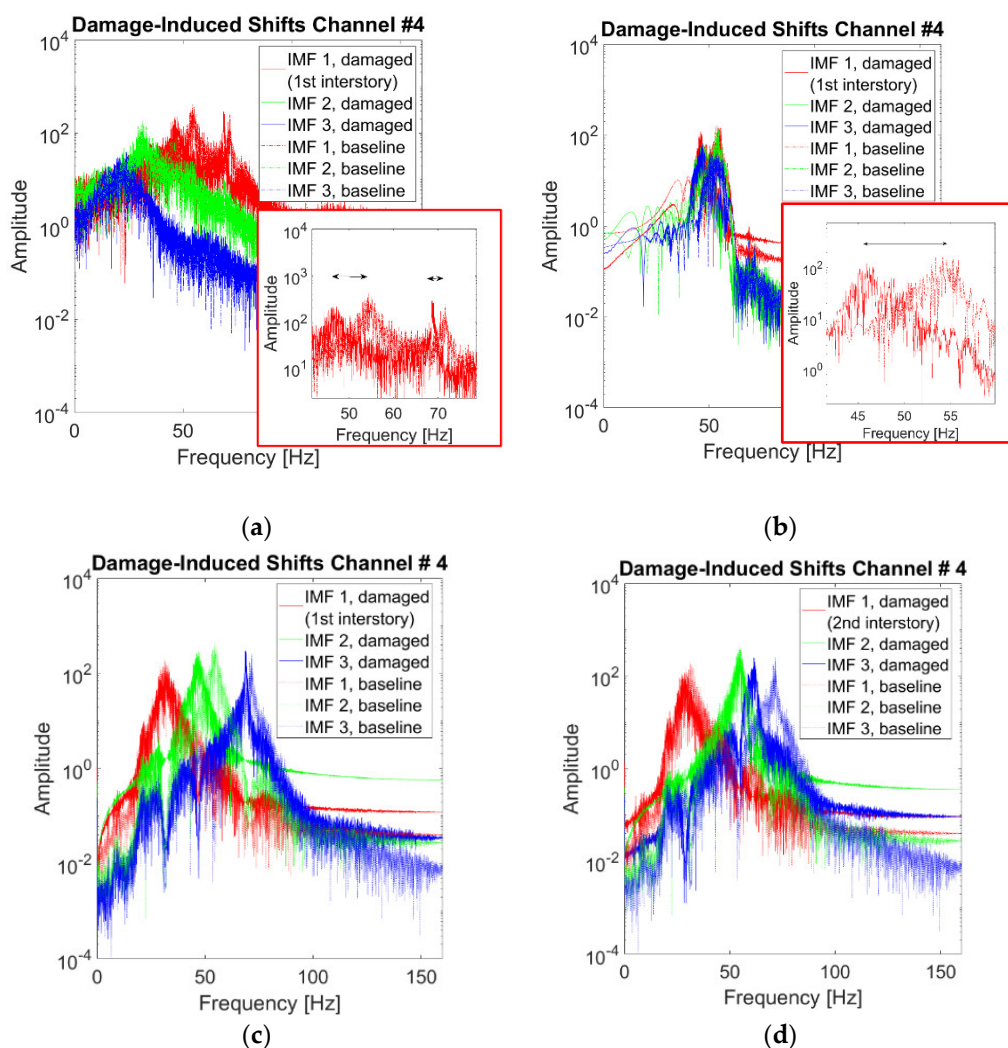 Damage-Induced Shifts Channel #4
10^4
10^2
10^0
10^-2
10^-4
Amplitude
IMF 1, damaged
(1st interstory)
IMF 2, damaged
IMF 3, damaged
IMF 1, baseline
IMF 2, baseline
IMF 3, baseline
0
50
Frequency [Hz]
10^4
10^3
10^2
10^1
Amplitude
50
60
70
Frequency [Hz]
(a)
Damage-Induced Shifts Channel #4
10^4
10^2
10^0
10^-2
10^-4
Amplitude
IMF 1, damaged
(1st interstory)
IMF 2, damaged
IMF 3, damaged
IMF 1, baseline
IMF 2, baseline
IMF 3, baseline
0
50
Frequency [Hz]
10^2
10^1
10^0
Amplitude
45
50
55
Frequency [Hz]
(b)
Damage-Induced Shifts Channel # 4
10^4
10^2
10^0
10^-2
10^-4
Amplitude
IMF 1, damaged
(1st interstory)
IMF 2, damaged
IMF 3, damaged
IMF 1, baseline
IMF 2, baseline
IMF 3, baseline
0
50
100
150
Frequency [Hz]
(c)
Damage-Induced Shifts Channel # 4
10^4
10^2
10^0
10^-2
10^-4
Amplitude
IMF 1, damaged
(2nd interstory)
IMF 2, damaged
IMF 3, damaged
IMF 1, baseline
IMF 2, baseline
IMF 3, baseline
0
50
100
150
Frequency [Hz]
(d)